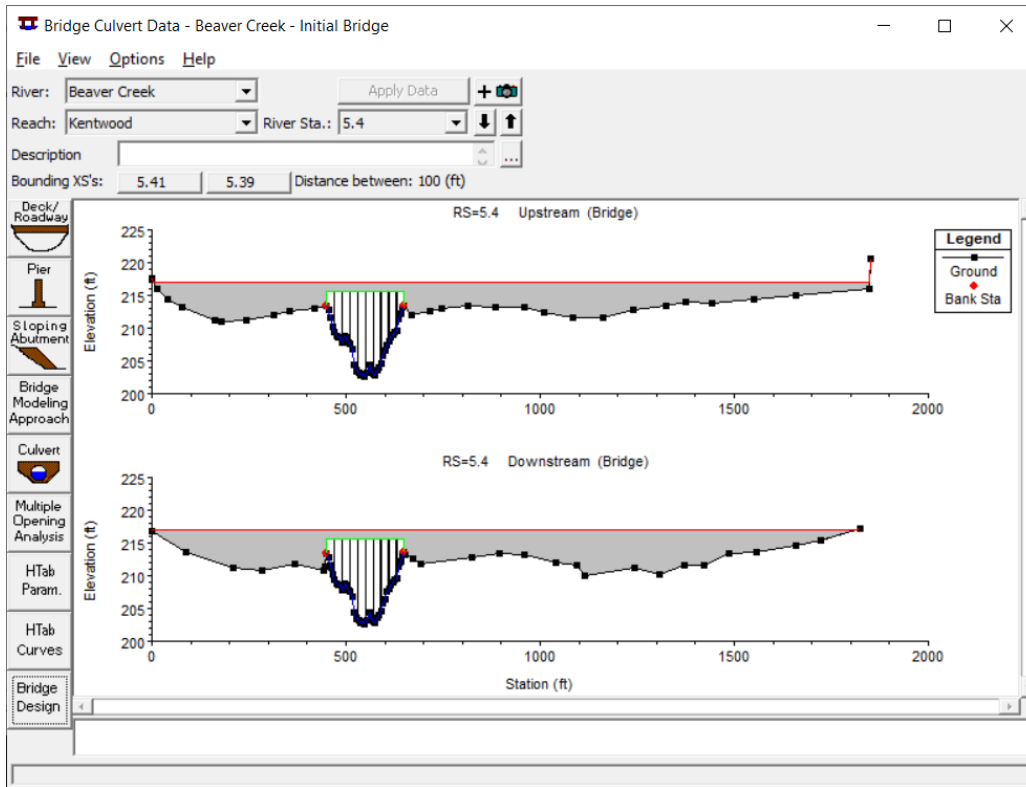 Bridge Culvert Data - Beaver Creek - Initial Bridge
File View Options Help
River: Beaver Creek Apply Data +
Reach: Kentwood River Sta.: 5.4
Description ...
Bounding XS's: 5.41 5.39 Distance between: 100 (ft)
Deck/
Roadway
Pier
Sloping
Abutment
Bridge
Modeling
Approach
Culvert
Multiple
Opening
Analysis
HTab
Param.
HTab
Curves
Bridge
Design
RS=5.4 Upstream (Bridge)
Elevation (ft)
225
220
215
210
205
200
0 500 1000 1500 2000
Legend
Ground
Bank Sta
RS=5.4 Downstream (Bridge)
Elevation (ft)
225
220
215
210
205
200
0 500 1000 1500 2000
Station (ft)